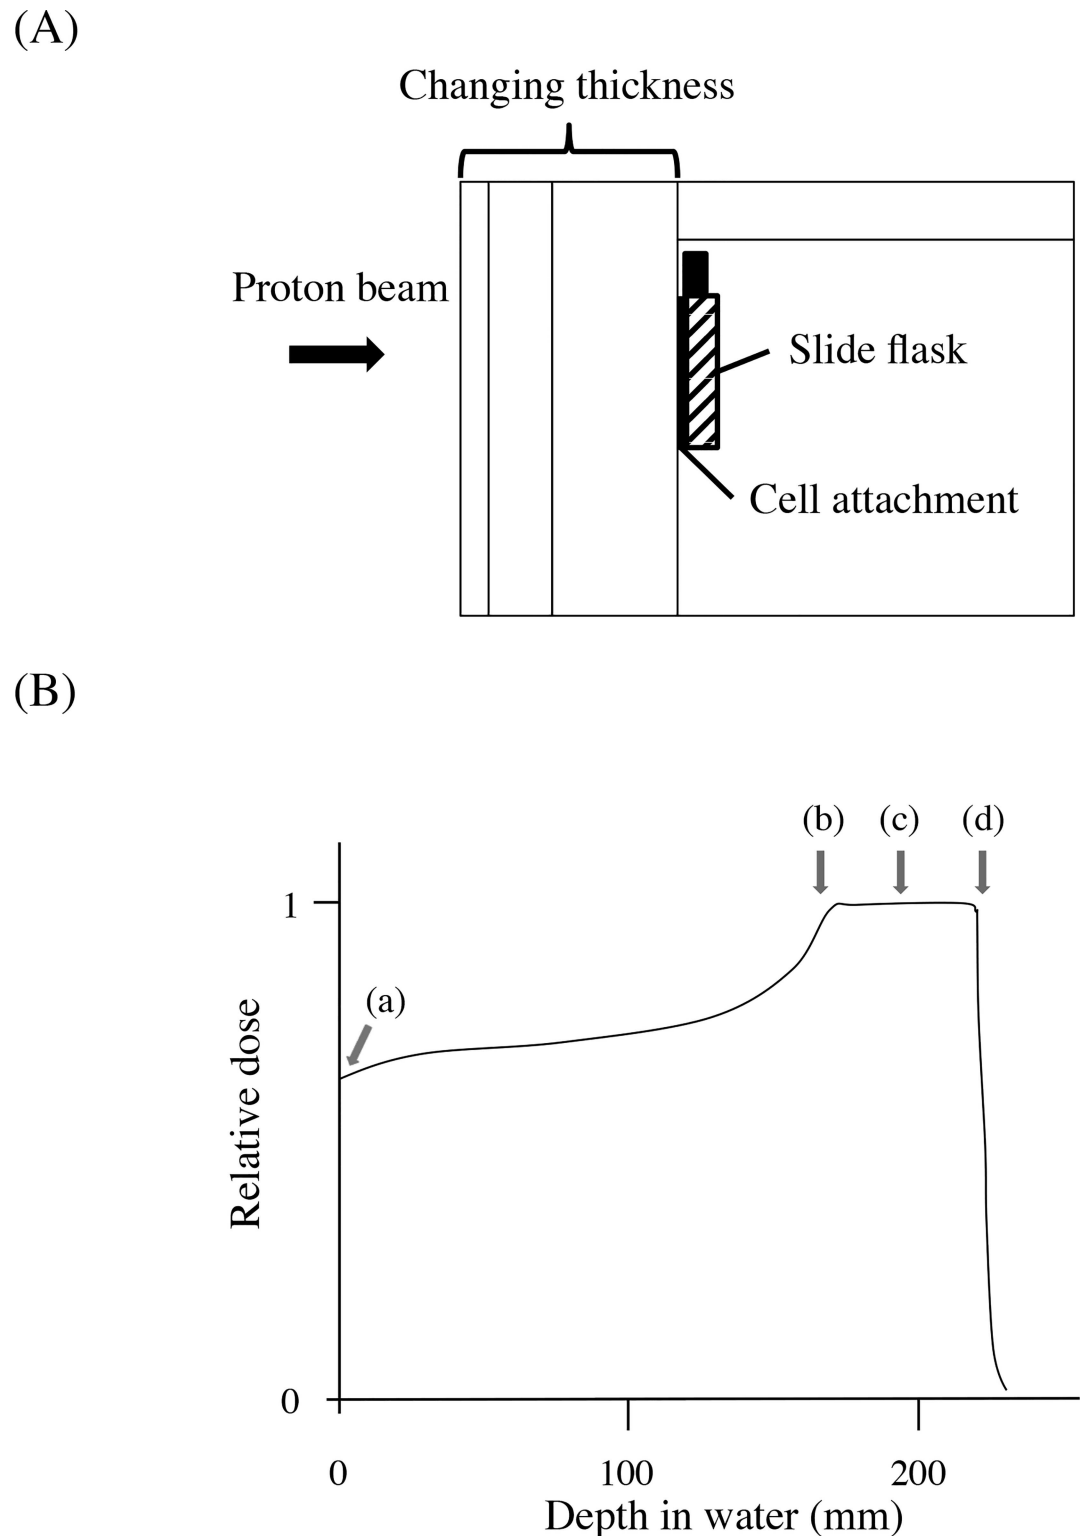 (A)
Changing thickness
Proton beam
Slide flask
Cell attachment
(B)
(b) (c) (d)
1
(a)
Relative dose
0
0 100 200
Depth in water (mm)